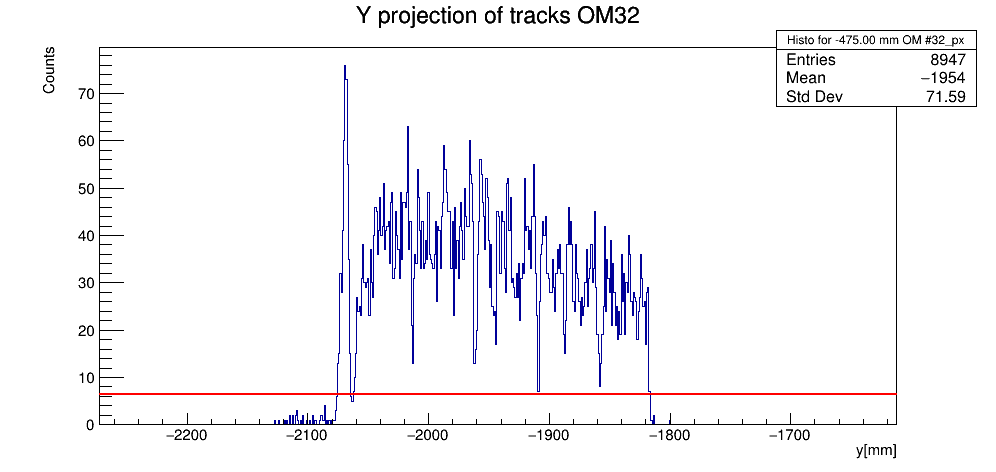 Y projection of tracks OM32
Histo for -475.00 mm OM #32_px
Entries 8947
Mean −1954
Std Dev 71.59
Counts
70
60
50
40
30
20
10
0
−2200 −2100 −2000 −1900 −1800 −1700
y[mm]